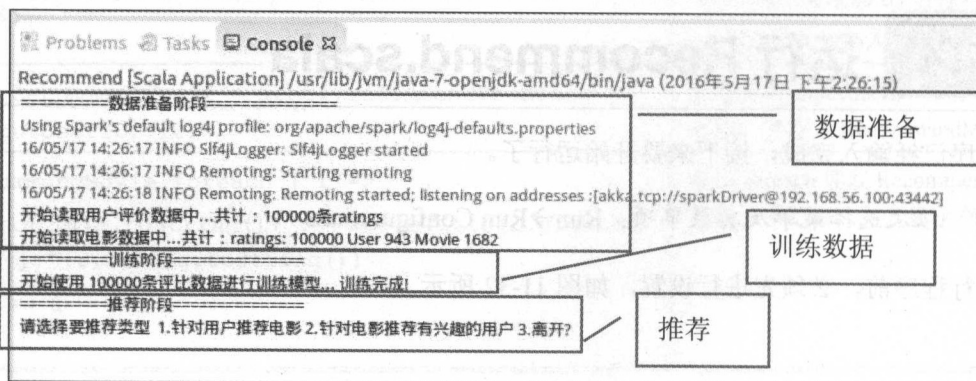 Problems Tasks Console
Recommend [Scala Application] /usr/lib/jvm/java-7-openjdk-amd64/bin/java (2016年5月17日 下午2:26:15)
==========数据准备阶段===============
Using Spark's default log4j profile: org/apache/spark/log4j-defaults.properties
16/05/17 14:26:17 INFO Slf4jLogger: Slf4jLogger started
16/05/17 14:26:17 INFO Remoting: Starting remoting
16/05/17 14:26:18 INFO Remoting: Remoting started; listening on addresses :[akka.tcp://sparkDriver@192.168.56.100:43442]
开始读取用户评价数据中...共计：100000条ratings
开始读取电影数据中...共计：ratings: 100000 User 943 Movie 1682
==========训练阶段===============
开始使用 100000条评比数据进行训练模型... 训练完成!
==========推荐阶段===============
请选择要推荐类型 1.针对用户推荐电影 2.针对电影推荐有兴趣的用户 3.离开?
数据准备
训练数据
推荐